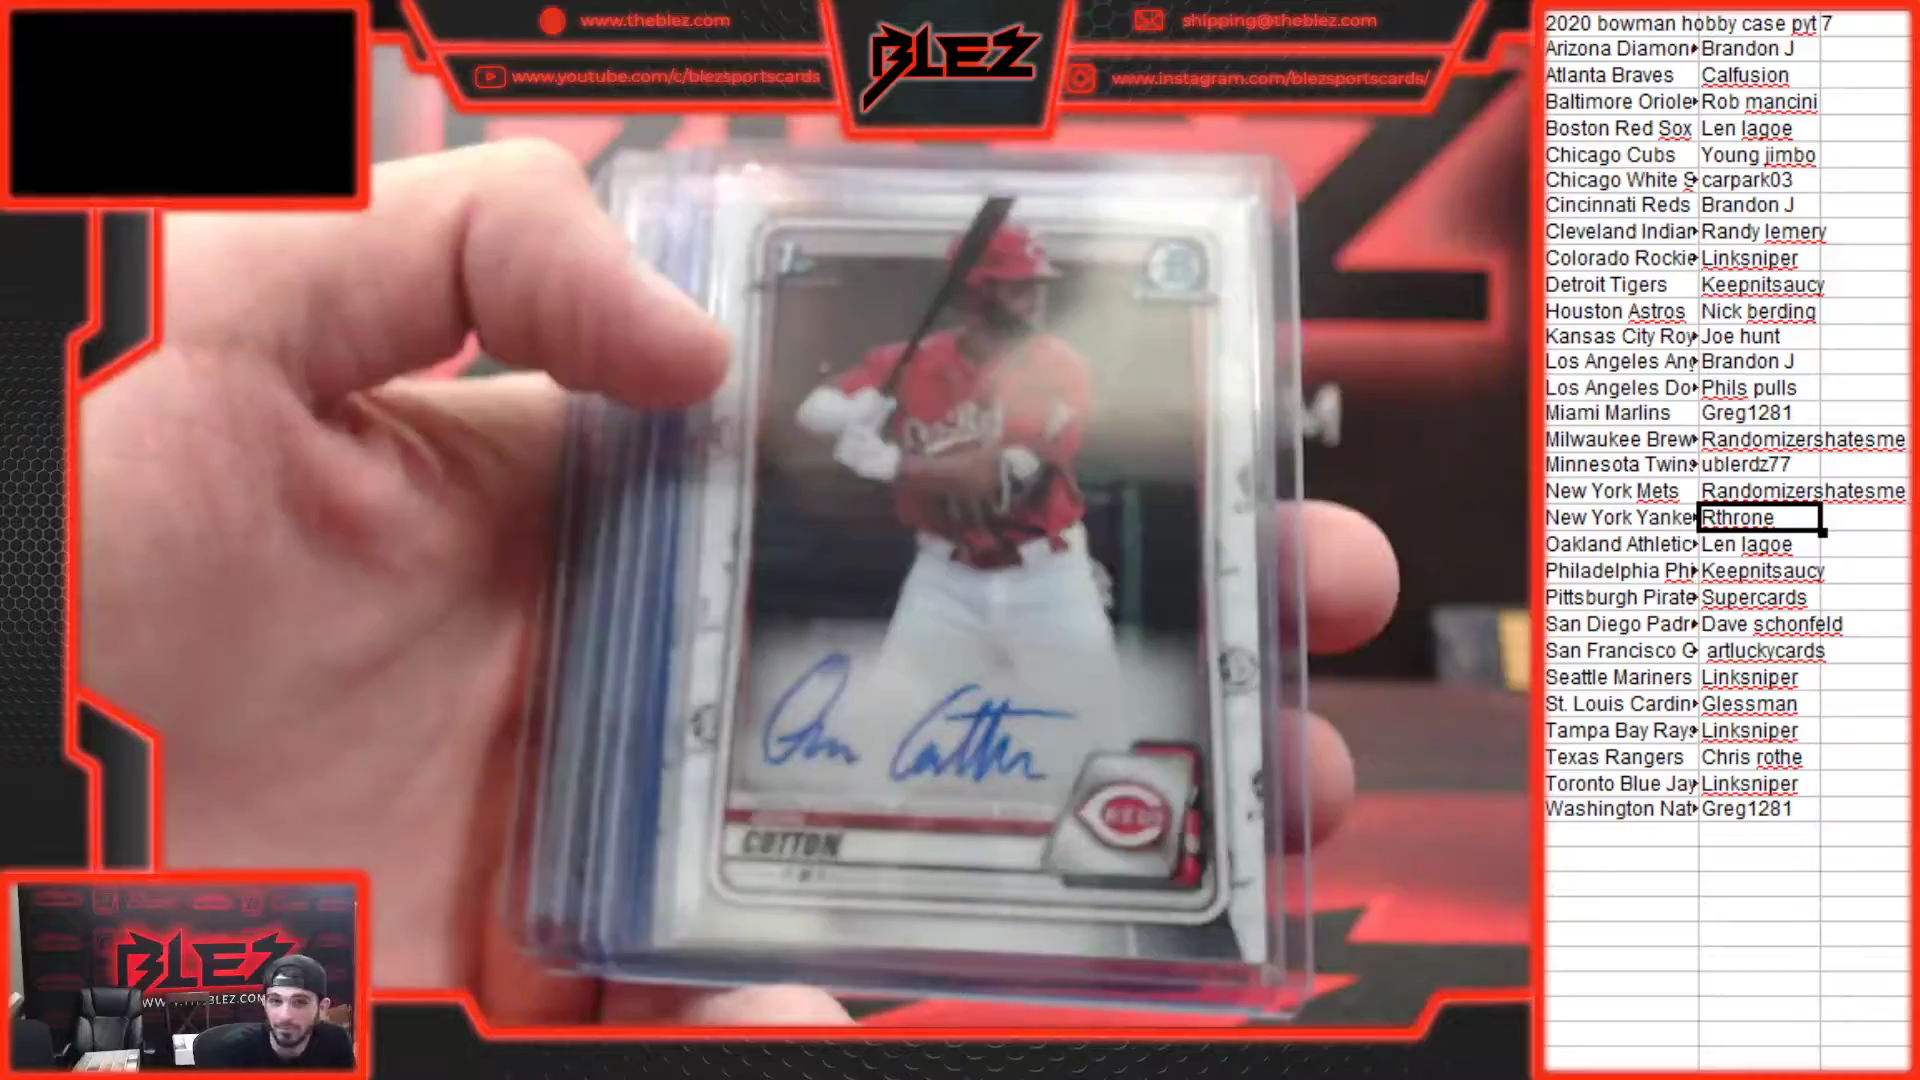 www.theblez.com
shipping@theblez.com
BLEZ
www.youtube.com/c/blezsportscards
www.instagram.com/blezsportscards/
1st
COTTON
REDS
BLEZ
WWW.THEBLEZ.COM
2020 bowman hobby case pyt 7
Arizona Diamon Brandon J
Atlanta Braves Calfusion
Baltimore Oriole Rob mancini
Boston Red Sox Len lagoe
Chicago Cubs Young jimbo
Chicago White S carpark03
Cincinnati Reds Brandon J
Cleveland Indian Randy lemery
Colorado Rockie Linksniper
Detroit Tigers Keepnitsaucy
Houston Astros Nick berding
Kansas City Roy Joe hunt
Los Angeles Ang Brandon J
Los Angeles Do Phils pulls
Miami Marlins Greg1281
Milwaukee Brew Randomizershatesme
Minnesota Twins ublerdz77
New York Mets Randomizershatesme
New York Yanke Rthrone
Oakland Athletic Len lagoe
Philadelphia Phi Keepnitsaucy
Pittsburgh Pirate Supercards
San Diego Padr Dave schonfeld
San Francisco G artluckycards
Seattle Mariners Linksniper
St. Louis Cardin Glessman
Tampa Bay Rays Linksniper
Texas Rangers Chris rothe
Toronto Blue Jay Linksniper
Washington Nat Greg1281